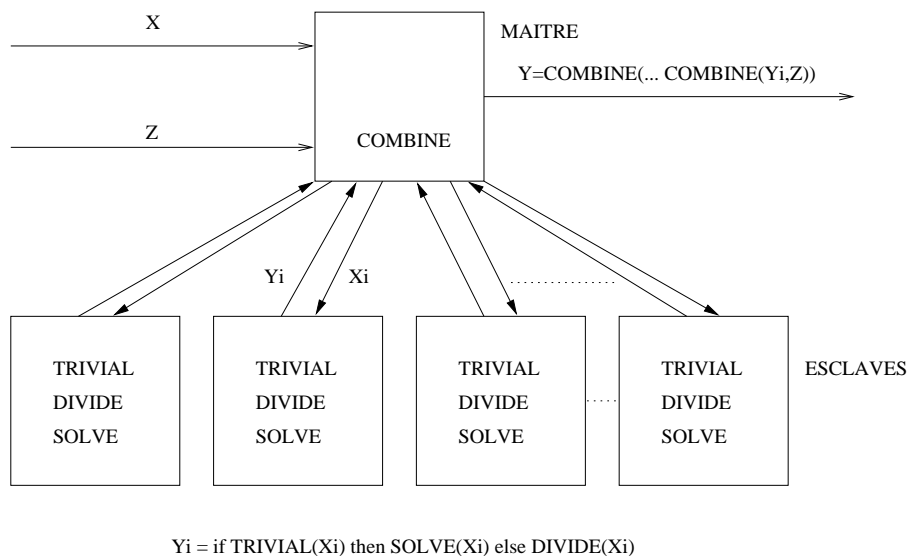 X
MAITRE
Y=COMBINE(... COMBINE(Yi,Z))
Z
COMBINE
Yi
Xi
TRIVIAL
DIVIDE
SOLVE
TRIVIAL
DIVIDE
SOLVE
TRIVIAL
DIVIDE
SOLVE
TRIVIAL
DIVIDE
SOLVE
ESCLAVES
Yi = if TRIVIAL(Xi) then SOLVE(Xi) else DIVIDE(Xi)